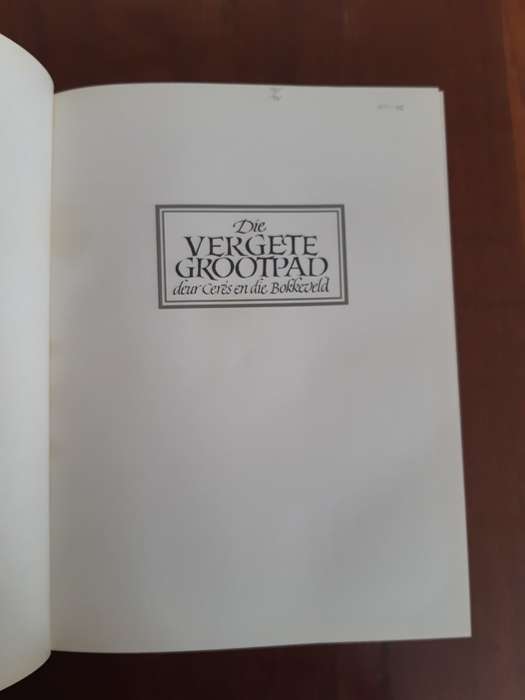 Die
VERGETE
GROOTPAD
deur Ceres en die Bokkeveld